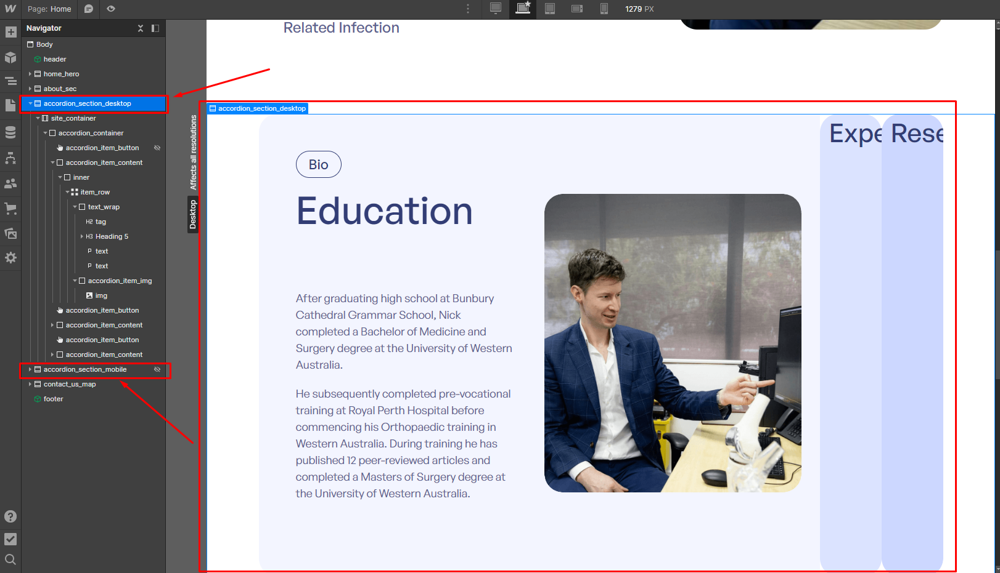 Page: Home
1279 PX
Navigator
Body
header
home_hero
about_sec
accordion_section_desktop
site_container
accordion_container
accordion_item_button
accordion_item_content
inner
item_row
text_wrap
H2 tag
H3 Heading 5
P text
P text
accordion_item_img
img
accordion_item_button
accordion_item_content
accordion_item_button
accordion_item_content
accordion_section_mobile
contact_us_map
footer
Affects all resolutions
Desktop
Related Infection
accordion_section_desktop
Bio
Education
After graduating high school at Bunbury
Cathedral Grammar School, Nick
completed a Bachelor of Medicine and
Surgery degree at the University of Western
Australia.
He subsequently completed pre-vocational
training at Royal Perth Hospital before
commencing his Orthopaedic training in
Western Australia. During training he has
published 12 peer-reviewed articles and
completed a Masters of Surgery degree at
the University of Western Australia.
Expe
Rese